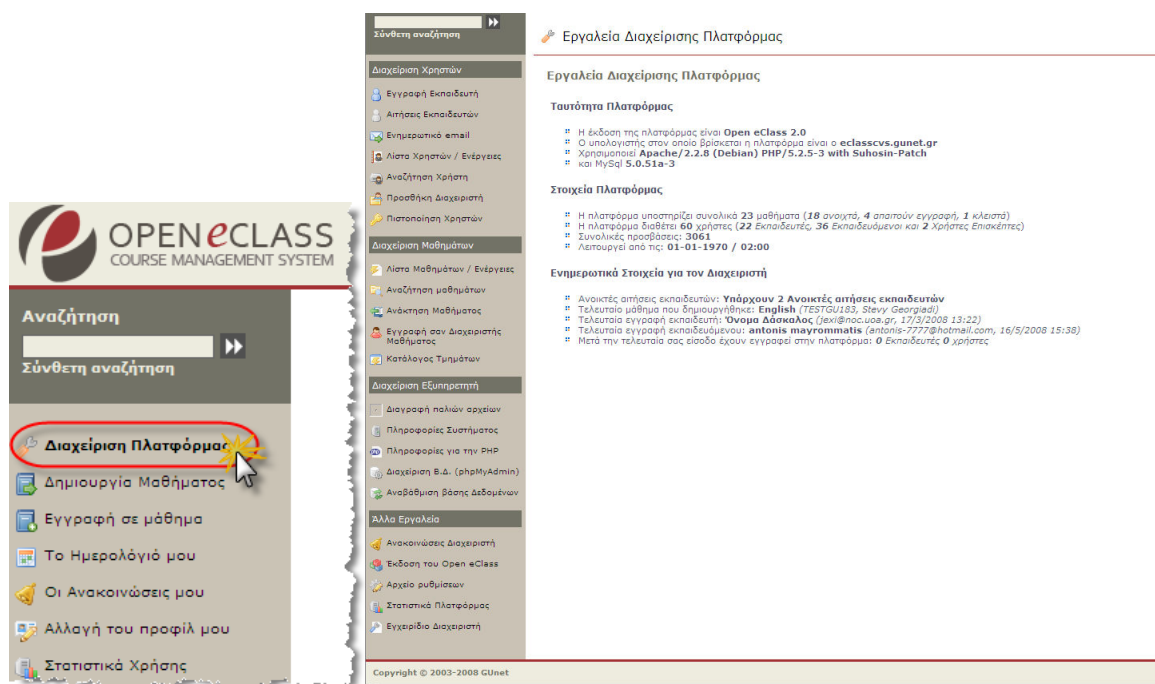 OPEN eCLASS
COURSE MANAGEMENT SYSTEM
Αναζήτηση
Σύνθετη αναζήτηση
Διαχείριση Πλατφόρμας
Δημιουργία Μαθήματος
Εγγραφή σε μάθημα
Το Ημερολόγιό μου
Οι Ανακοινώσεις μου
Αλλαγή του προφίλ μου
Στατιστικά Χρήσης
Σύνθετη αναζήτηση
Διαχείριση Χρηστών
Εγγραφή Εκπαιδευτή
Αιτήσεις Εκπαιδευτών
Ενημερωτικό email
Λίστα Χρηστών / Ενέργειες
Αναζήτηση Χρήστη
Προσθήκη Διαχειριστή
Πιστοποίηση Χρηστών
Διαχείριση Μαθημάτων
Λίστα Μαθημάτων / Ενέργειες
Αναζήτηση μαθημάτων
Ανάκτηση Μαθήματος
Εγγραφή σαν Διαχειριστής
Μαθήματος
Κατάλογος Τμημάτων
Διαχείριση Εξυπηρετητή
Διαγραφή παλιών αρχείων
Πληροφορίες Συστήματος
Πληροφορίες για την PHP
Διαχείριση Β.Δ. (phpMyAdmin)
Αναβάθμιση βάσης Δεδομένων
Άλλα Εργαλεία
Ανακοινώσεις Διαχειριστή
Έκδοση του Open eClass
Αρχείο ρυθμίσεων
Στατιστικά Πλατφόρμας
Εγχειρίδιο Διαχειριστή
Εργαλεία Διαχείρισης Πλατφόρμας
Εργαλεία Διαχείρισης Πλατφόρμας
Ταυτότητα Πλατφόρμας
Η έκδοση της πλατφόρμας είναι Open eClass 2.0
Ο υπολογιστής στον οποίο βρίσκεται η πλατφόρμα είναι ο eclasscvs.gunet.gr
Χρησιμοποιεί Apache/2.2.8 (Debian) PHP/5.2.5-3 with Suhosin-Patch
και MySql 5.0.51a-3
Στοιχεία Πλατφόρμας
Η πλατφόρμα υποστηρίζει συνολικά 23 μαθήματα (18 ανοιχτά, 4 απαιτούν εγγραφή, 1 κλειστά)
Η πλατφόρμα διαθέτει 60 χρήστες (22 Εκπαιδευτές, 36 Εκπαιδευόμενοι και 2 Χρήστες Επισκέπτες)
Συνολικές προσβάσεις: 3061
Λειτουργεί από τις: 01-01-1970 / 02:00
Ενημερωτικά Στοιχεία για τον Διαχειριστή
Ανοικτές αιτήσεις εκπαιδευτών: Υπάρχουν 2 Ανοικτές αιτήσεις εκπαιδευτών
Τελευταίο μάθημα που δημιουργήθηκε: English (TESTGU183, Stevy Georgiadi)
Τελευταία εγγραφή εκπαιδευτή: Όνομα Δάσκαλος (jexi@noc.uoa.gr, 17/3/2008 13:22)
Τελευταία εγγραφή εκπαιδευόμενου: antonis mayrommatis (antonis-7777@hotmail.com, 16/5/2008 15:38)
Μετά την τελευταία σας είσοδο έχουν εγγραφεί στην πλατφόρμα: 0 Εκπαιδευτές 0 χρήστες
Copyright © 2003-2008 GUnet